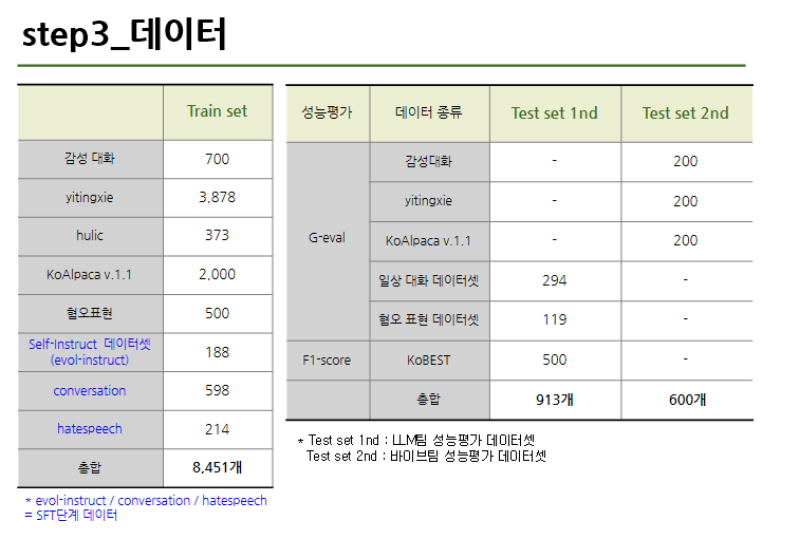 step3_데이터
Train set
감성 대화 700
yitingxie 3,878
hulic 373
KoAlpaca v.1.1 2,000
혐오표현 500
Self-Instruct 데이터셋
(evol-instruct) 188
conversation 598
hatespeech 214
총합 8,451개
* evol-instruct / conversation / hatespeech
= SFT단계 데이터
성능평가 데이터 종류 Test set 1nd Test set 2nd
G-eval
감성대화 - 200
yitingxie - 200
KoAlpaca v.1.1 - 200
일상 대화 데이터셋 294 -
혐오 표현 데이터셋 119 -
F1-score KoBEST 500 -
총합 913개 600개
* Test set 1nd : LLM팀 성능평가 데이터셋
Test set 2nd : 바이브팀 성능평가 데이터셋